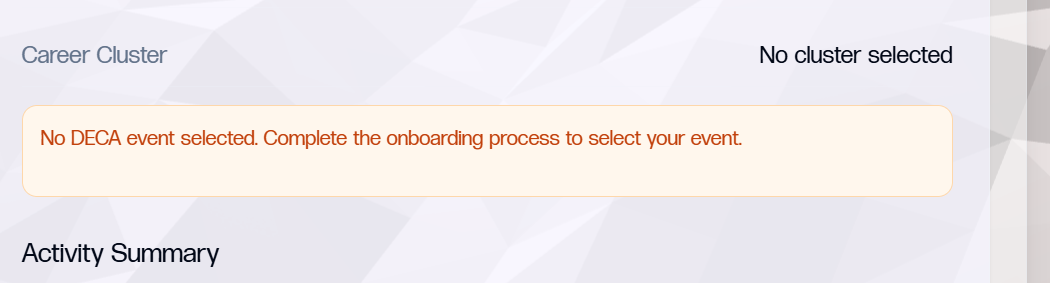 Career Cluster No cluster selected
No DECA event selected. Complete the onboarding process to select your event.
Activity Summary